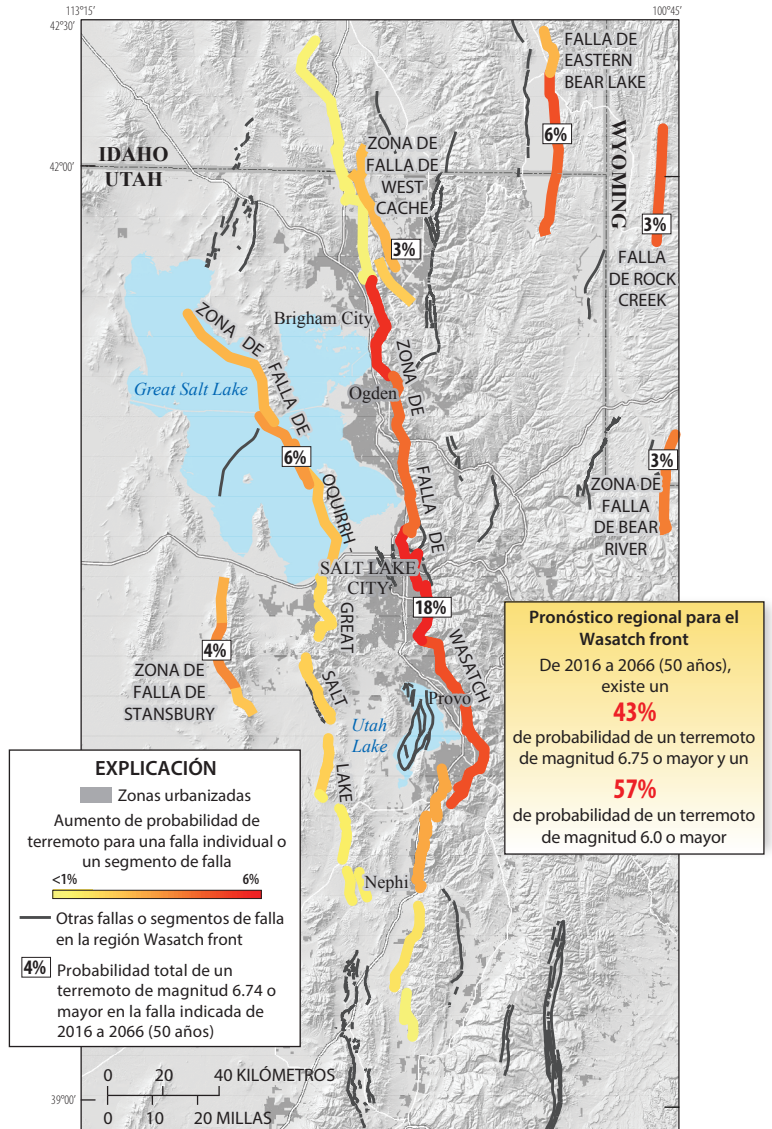 113°15'
100°45'
42°30'
FALLA DE
EASTERN
BEAR LAKE
6%
WYOMING
ZONA DE
FALLA DE
WEST
CACHE
IDAHO
UTAH
42°00'
3%
3%
FALLA
DE ROCK
CREEK
Brigham City
ZONA DE FALLA DE OQUIRRH
GREAT SALT LAKE
Great Salt Lake
Ogden
ZONA DE FALLA DE WASATCH
6%
3%
ZONA DE
FALLA
DE BEAR
RIVER
SALT LAKE
CITY
18%
4%
ZONA DE
FALLA DE
STANSBURY
Provo
Utah
Lake
Nephi
Pronóstico regional para el
Wasatch front
De 2016 a 2066 (50 años),
existe un
43%
de probabilidad de un terremoto
de magnitud 6.75 o mayor y un
57%
de probabilidad de un terremoto
de magnitud 6.0 o mayor
EXPLICACIÓN
Zonas urbanizadas
Aumento de probabilidad de
terremoto para una falla individual o
un segmento de falla
<1% 6%
Otras fallas o segmentos de falla
en la región Wasatch front
4% Probabilidad total de un
terremoto de magnitud 6.74 o
mayor en la falla indicada de
2016 a 2066 (50 años)
0 20 40 KILÓMETROS
0 10 20 MILLAS
39°00'